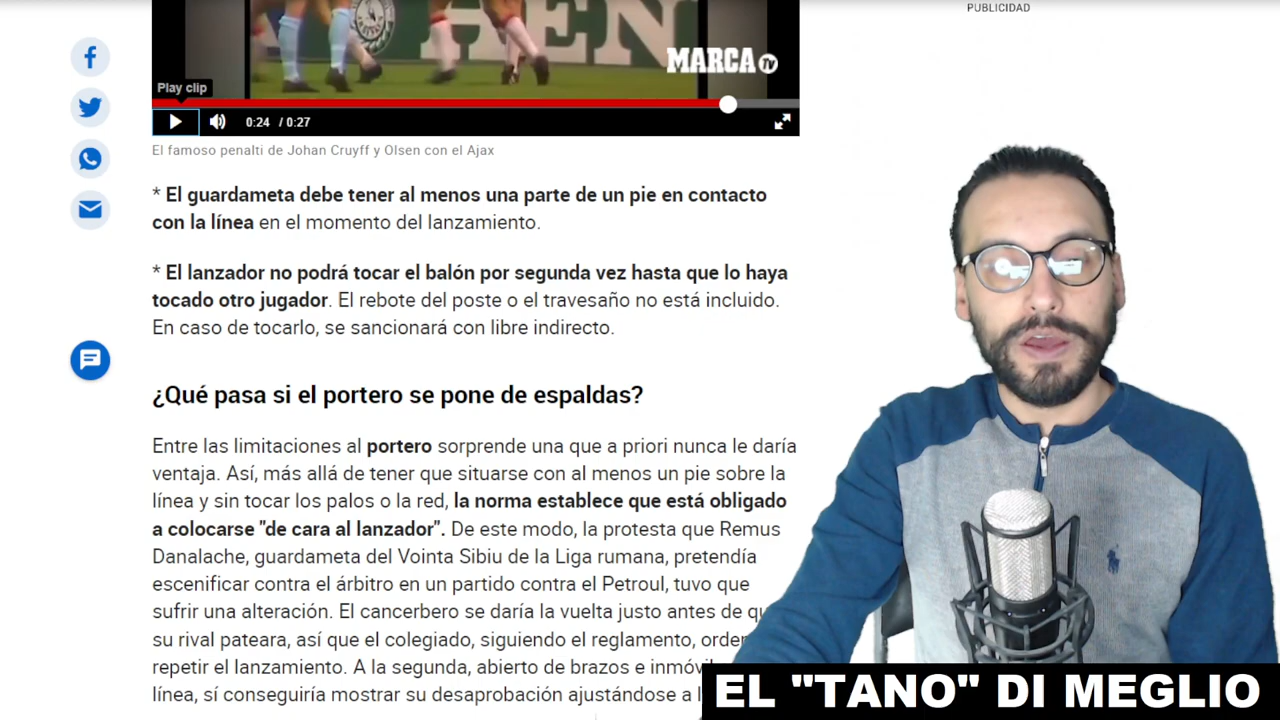 PUBLICIDAD
HEN
MARCA TV
Play clip
0:24 / 0:27
El famoso penalti de Johan Cruyff y Olsen con el Ajax
* El guardameta debe tener al menos una parte de un pie en contacto
con la línea en el momento del lanzamiento.
* El lanzador no podrá tocar el balón por segunda vez hasta que lo haya
tocado otro jugador. El rebote del poste o el travesaño no está incluido.
En caso de tocarlo, se sancionará con libre indirecto.
¿Qué pasa si el portero se pone de espaldas?
Entre las limitaciones al portero sorprende una que a priori nunca le daría
ventaja. Así, más allá de tener que situarse con al menos un pie sobre la
línea y sin tocar los palos o la red, la norma establece que está obligado
a colocarse "de cara al lanzador". De este modo, la protesta que Remus
Danalache, guardameta del Vointa Sibiu de la Liga rumana, pretendía
escenificar contra el árbitro en un partido contra el Petroul, tuvo que
sufrir una alteración. El cancerbero se daría la vuelta justo antes de
su rival pateara, así que el colegiado, siguiendo el reglamento,
repetir el lanzamiento. A la segunda, abierto de brazos e
línea, sí conseguiría mostrar su desaprobación ajustándose a
EL "TANO" DI MEGLIO